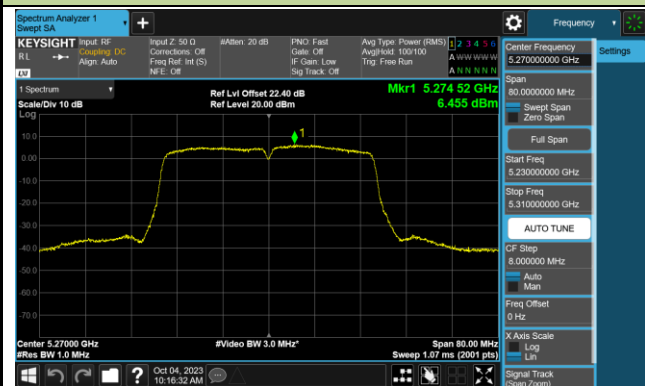 Spectrum Analyzer 1
Swept SA
Frequency
KEYSIGHT
RL
LXI
Input: RF
Coupling: DC
Align: Auto
Input Z: 50 Ω
Corrections: Off
Freq Ref: Int (S)
NFE: Off
#Atten: 20 dB
PNO: Fast
Gate: Off
IF Gain: Low
Sig Track: Off
Avg Type: Power (RMS)
Avg|Hold: 100/100
Trig: Free Run
1 2 3 4 5 6
A W W W W W
A N N N N N
1 Spectrum
Scale/Div 10 dB
Log
Ref Lvl Offset 22.40 dB
Ref Level 20.00 dBm
Mkr1 5.274 52 GHz
6.455 dBm
1
10.0
0.00
-10.0
-20.0
-30.0
-40.0
-50.0
-60.0
-70.0
Center 5.27000 GHz
#Res BW 1.0 MHz
#Video BW 3.0 MHz*
Span 80.00 MHz
Sweep 1.07 ms (2001 pts)
Oct 04, 2023
10:16:32 AM
Center Frequency
5.270000000 GHz
Settings
Span
80.0000000 MHz
Swept Span
Zero Span
Full Span
Start Freq
5.230000000 GHz
Stop Freq
5.310000000 GHz
AUTO TUNE
CF Step
8.000000 MHz
Auto
Man
Freq Offset
0 Hz
X Axis Scale
Log
Lin
Signal Track
(Span Zoom)